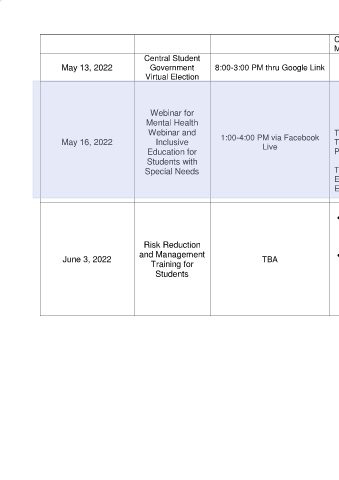 C
M
May 13, 2022
Central Student
Government
Virtual Election
8:00-3:00 PM thru Google Link
May 16, 2022
Webinar for
Mental Health
Webinar and
Inclusive
Education for
Students with
Special Needs
1:00-4:00 PM via Facebook
Live
T
T
P
T
E
E
June 3, 2022
Risk Reduction
and Management
Training for
Students
TBA
•
•